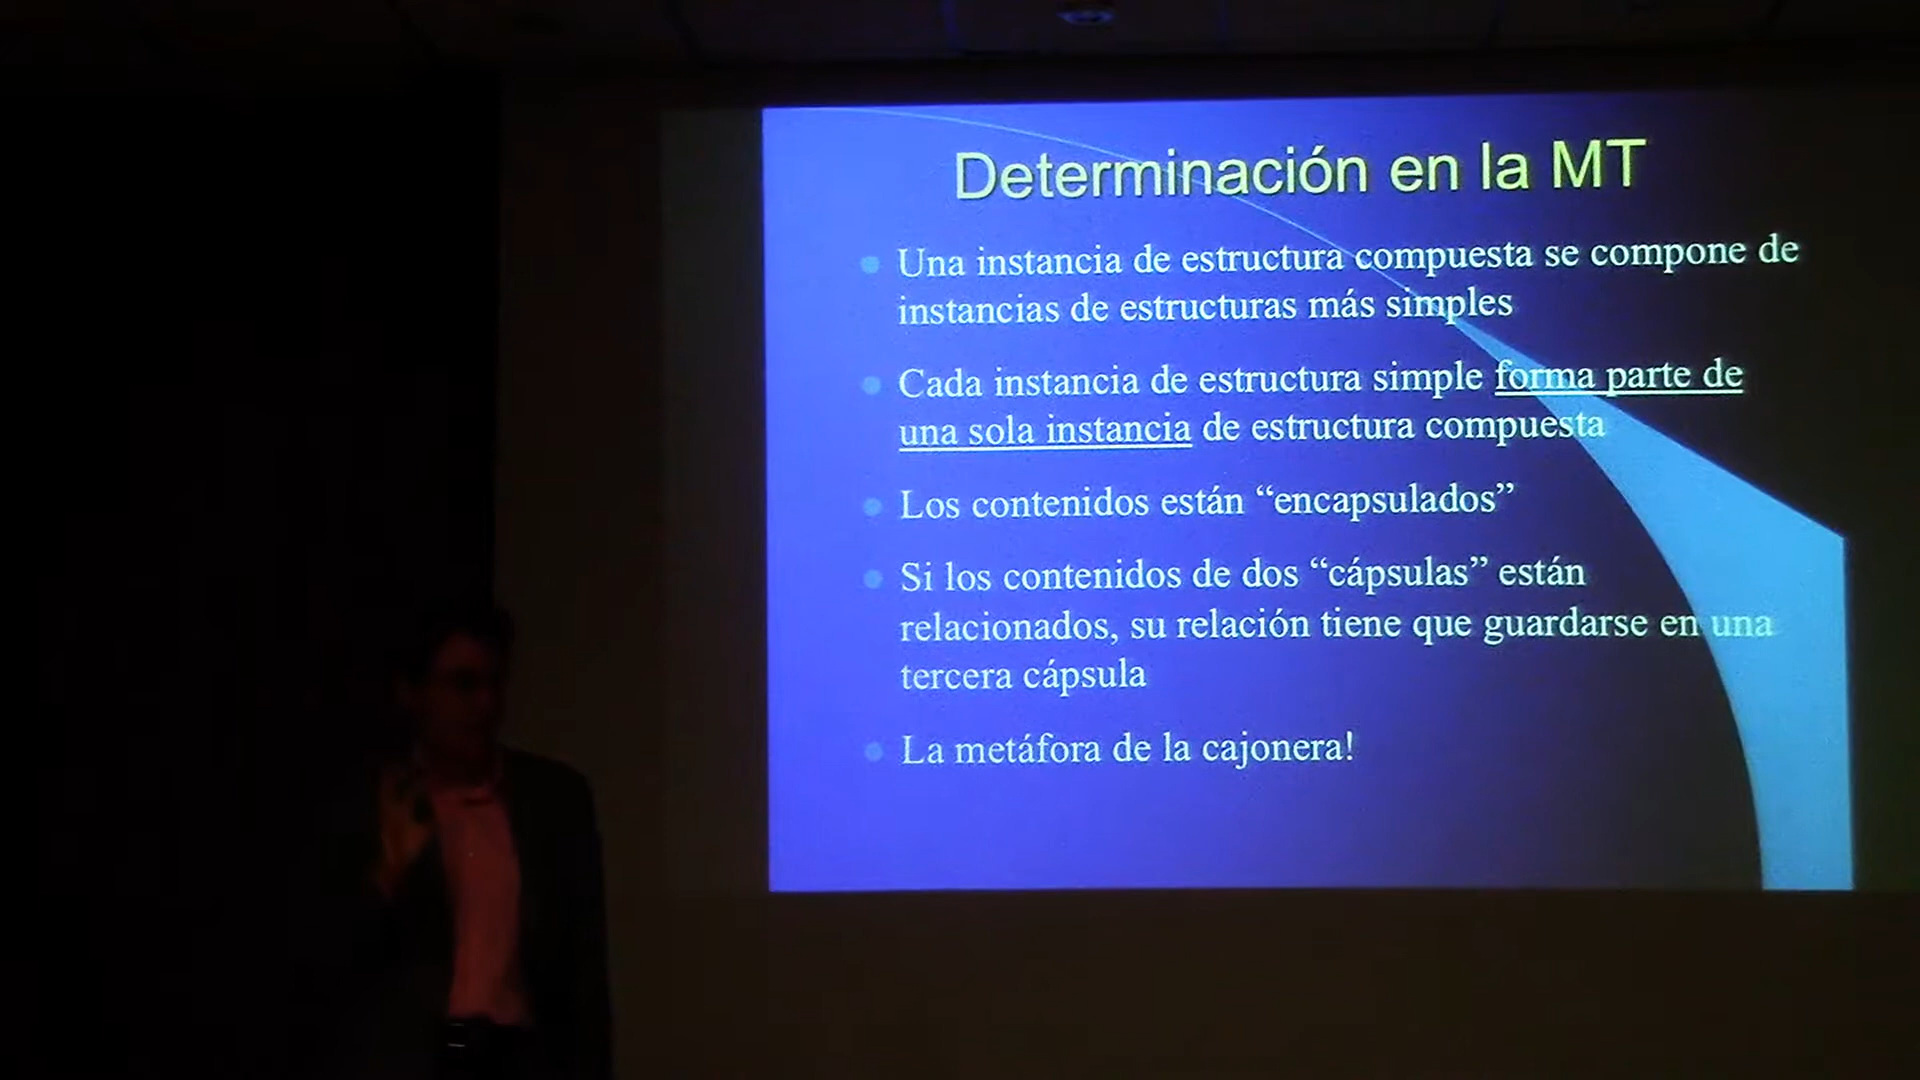 Determinación en la MT
Una instancia de estructura compuesta se compone de
instancias de estructuras más simples
Cada instancia de estructura simple forma parte de
una sola instancia de estructura compuesta
Los contenidos están “encapsulados”
Si los contenidos de dos “cápsulas” están
relacionados, su relación tiene que guardarse en una
tercera cápsula
La metáfora de la cajonera!